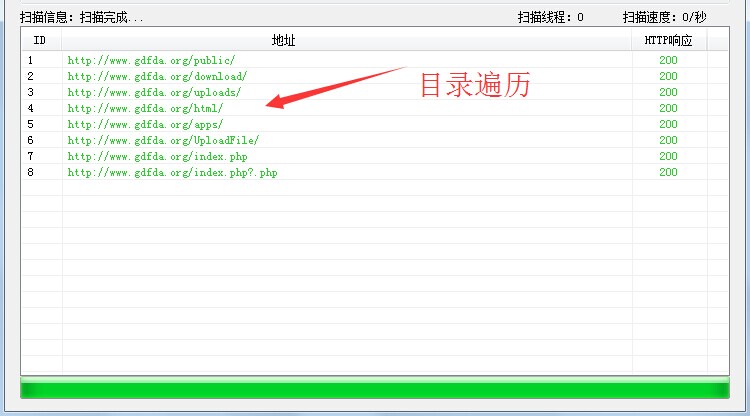 扫描信息：扫描完成... 扫描线程：0 扫描速度：0/秒
ID 地址 HTTP响应
1 http://www.gdfda.org/public/ 200
2 http://www.gdfda.org/download/ 200
3 http://www.gdfda.org/uploads/ 200
目录遍历
4 http://www.gdfda.org/html/ 200
5 http://www.gdfda.org/apps/ 200
6 http://www.gdfda.org/UploadFile/ 200
7 http://www.gdfda.org/index.php 200
8 http://www.gdfda.org/index.php?.php 200